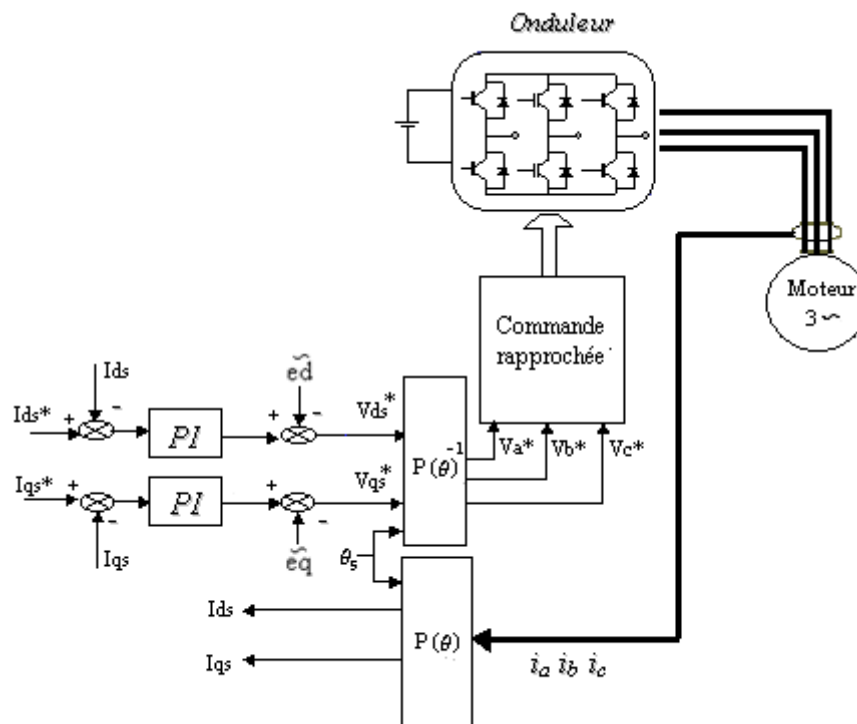 Onduleur
Moteur
3~
Commande
rapprochée
Ids
Ids*
+
-
PI
+
ẽd
-
Vds*
P(θ)⁻¹
Va*
Vb*
Vc*
Iqs*
+
-
Iqs
PI
+
-
ẽq
Vqs*
θs
Ids
Iqs
P(θ)
ia ib ic